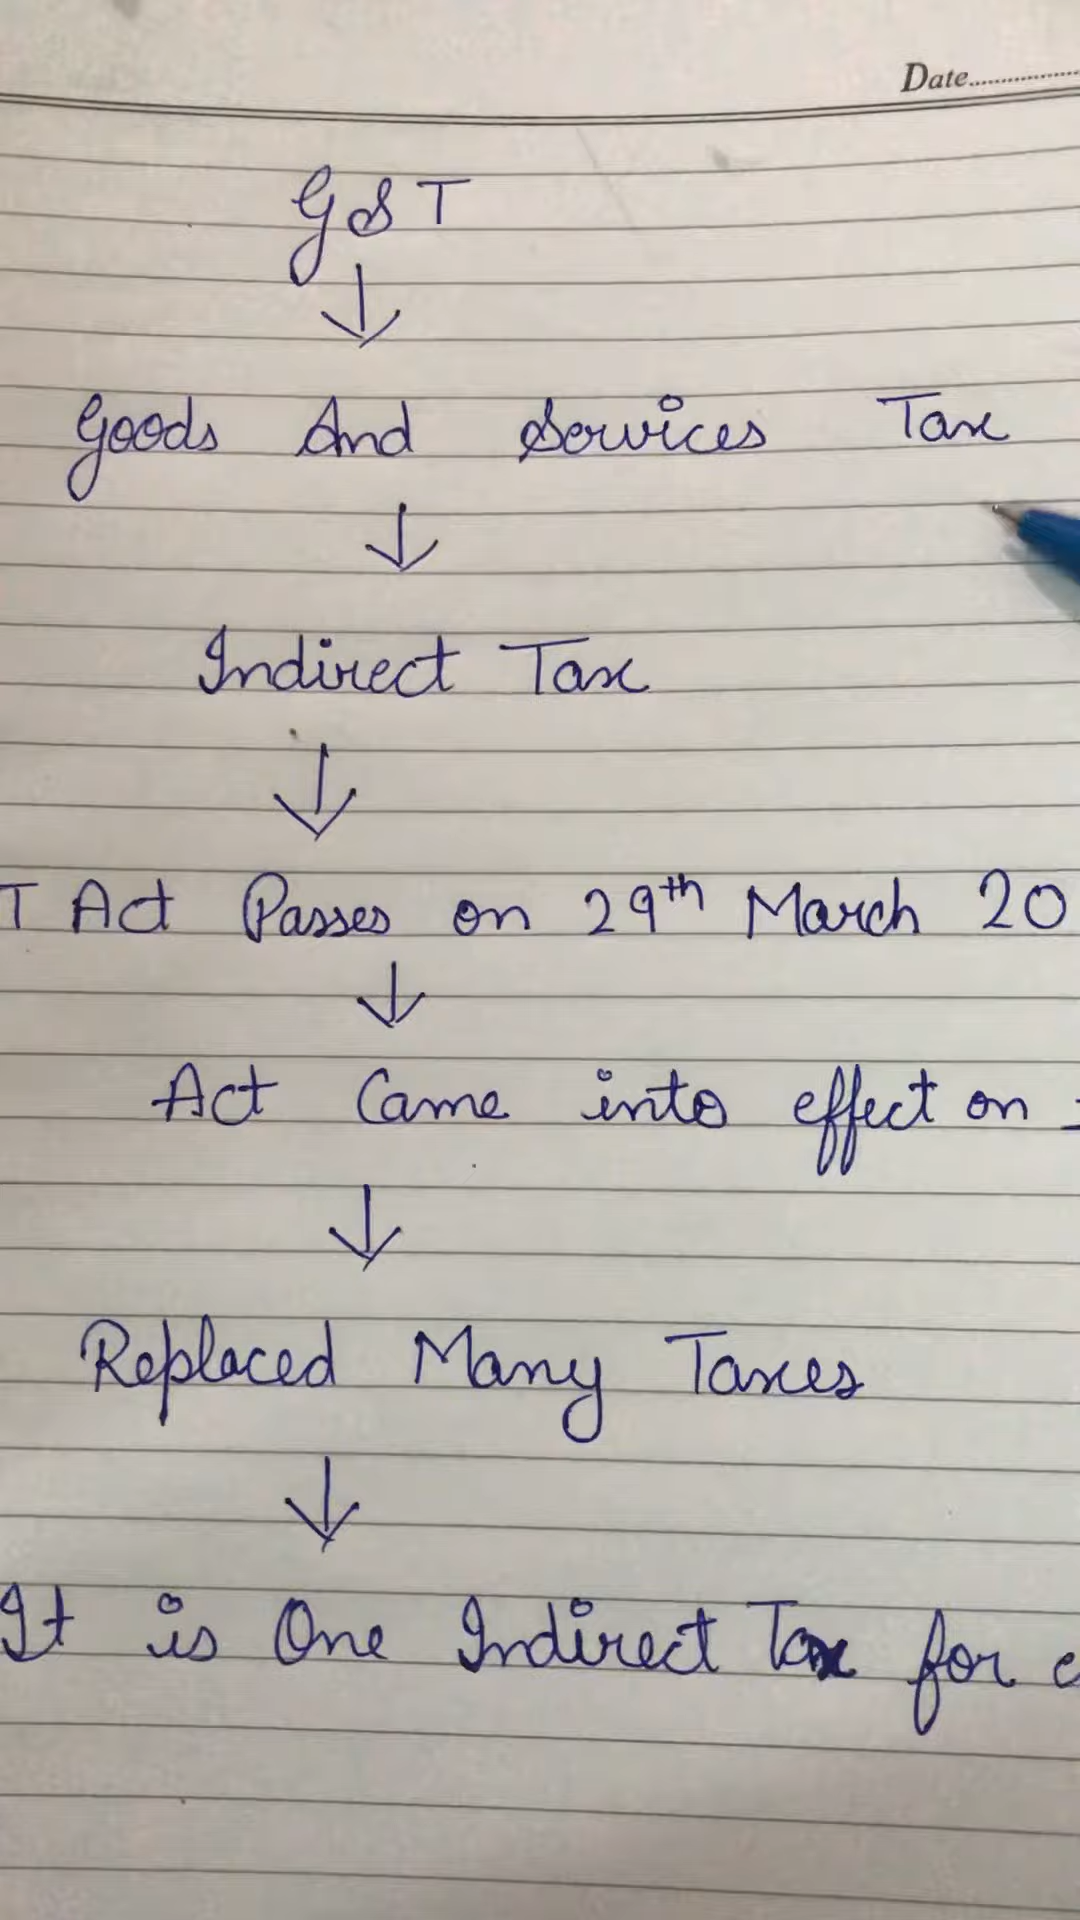 Date
GST
↓
Goods And Services Tax
↓
Indirect Tax
↓
T Act Passes on 29th March 20
↓
Act Came into effect on
↓
Replaced Many Taxes
↓
It is One Indirect Tax for